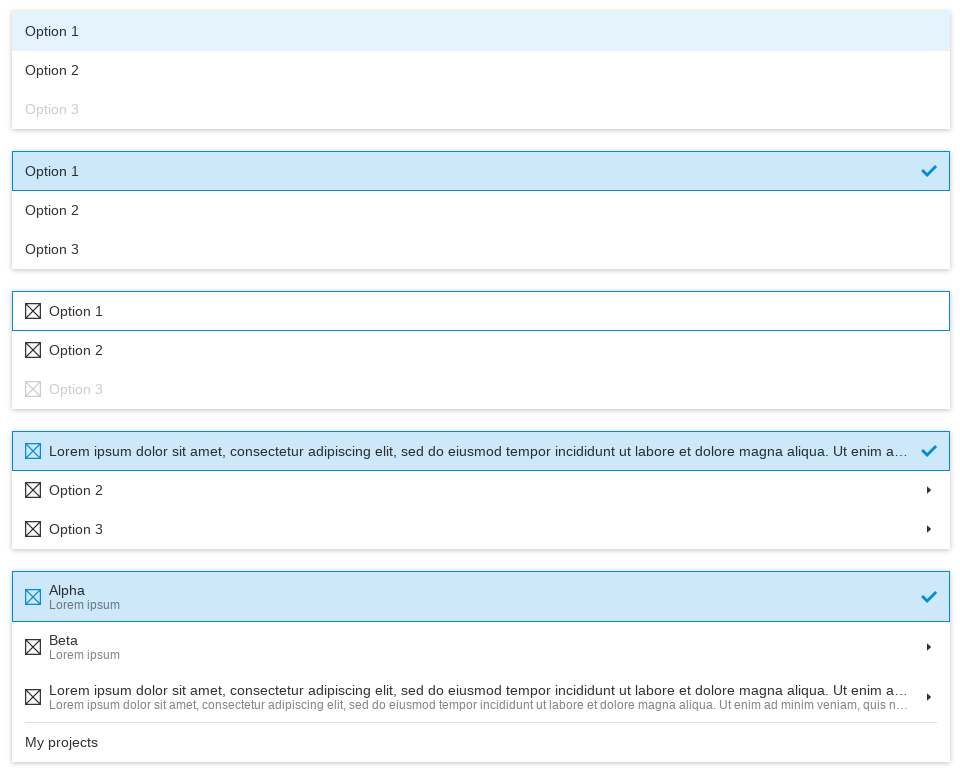 Option 1
Option 2
Option 3
Option 1
Option 2
Option 3
Option 1
Option 2
Option 3
Lorem ipsum dolor sit amet, consectetur adipiscing elit, sed do eiusmod tempor incididunt ut labore et dolore magna aliqua. Ut enim a…
Option 2
Option 3
Alpha
Lorem ipsum
Beta
Lorem ipsum
Lorem ipsum dolor sit amet, consectetur adipiscing elit, sed do eiusmod tempor incididunt ut labore et dolore magna aliqua. Ut enim a…
Lorem ipsum dolor sit amet, consectetur adipiscing elit, sed do eiusmod tempor incididunt ut labore et dolore magna aliqua. Ut enim ad minim veniam, quis n…
My projects